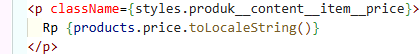 <p className={styles.produk__content__item__price}>
Rp {products.price.toLocaleString()}
</p>